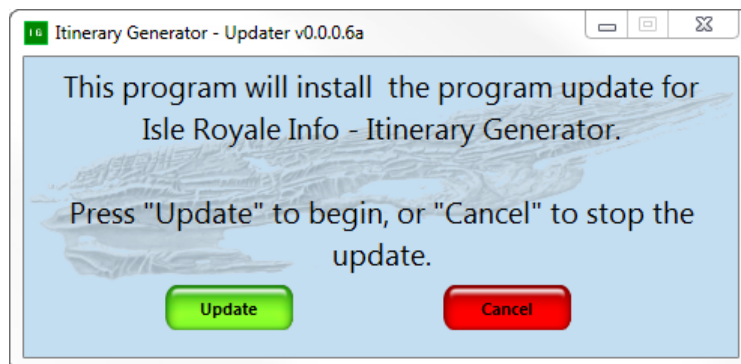 IG Itinerary Generator - Updater v0.0.0.6a
This program will install  the program update for
Isle Royale Info - Itinerary Generator.
Press "Update" to begin, or "Cancel" to stop the
update.
Update Cancel